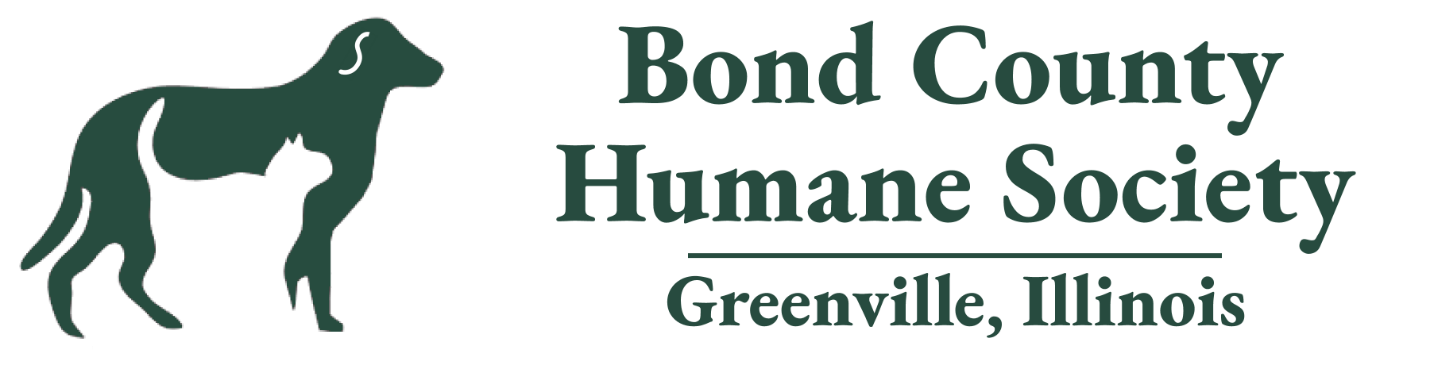 Bond County
Humane Society
Greenville, Illinois